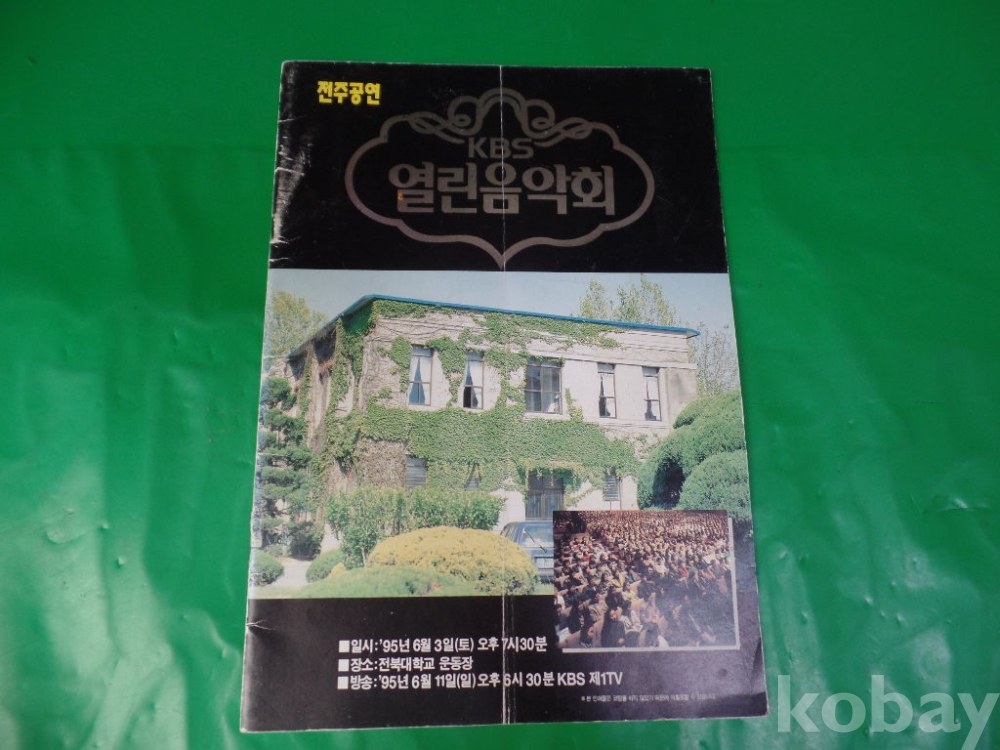 전주공연
KBS
열린음악회
■일시:'95년 6월 3일(토) 오후 7시30분
■장소:전북대학교 운동장
■방송:'95년 6월 11일(일) 오후 6시 30분 KBS 제1TV
kobay